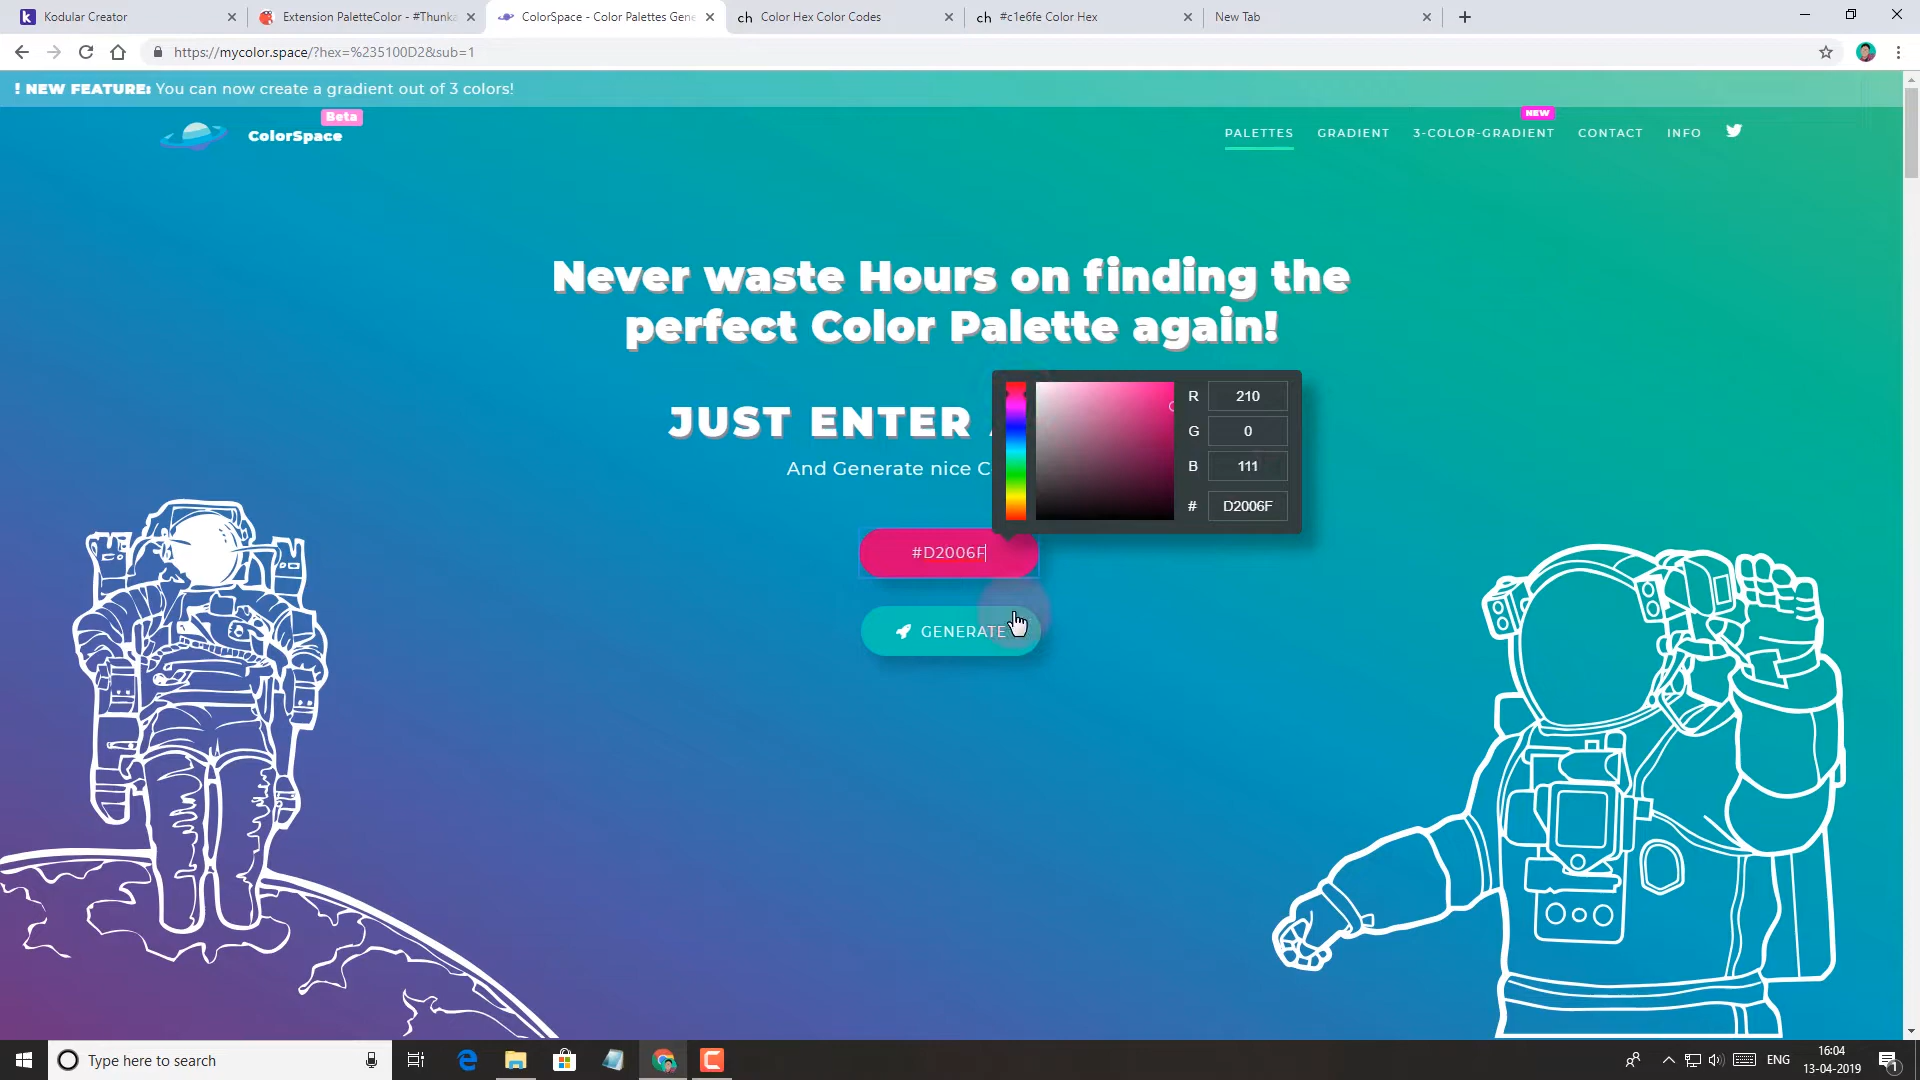 Kodular Creator
Extension PaletteColor - #Thunka
ColorSpace - Color Palettes Gene
ch Color Hex Color Codes
ch #c1e6fe Color Hex
New Tab
https://mycolor.space/?hex=%235100D2&sub=1
! NEW FEATURE: You can now create a gradient out of 3 colors!
Beta
ColorSpace
NEW
PALETTES GRADIENT 3-COLOR-GRADIENT CONTACT INFO
Never waste Hours on finding the
perfect Color Palette again!
JUST ENTER
And Generate nice C
R 210
G 0
B 111
# D2006F
#D2006F
GENERATE
Type here to search
ENG
16:04
13-04-2019
1